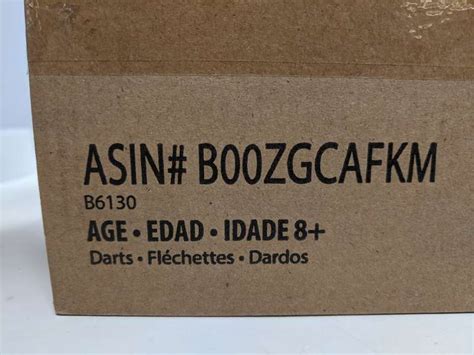 ASIN# B00ZGCAFKM
B6130
AGE • EDAD • IDADE 8+
Darts • Fléchettes • Dardos